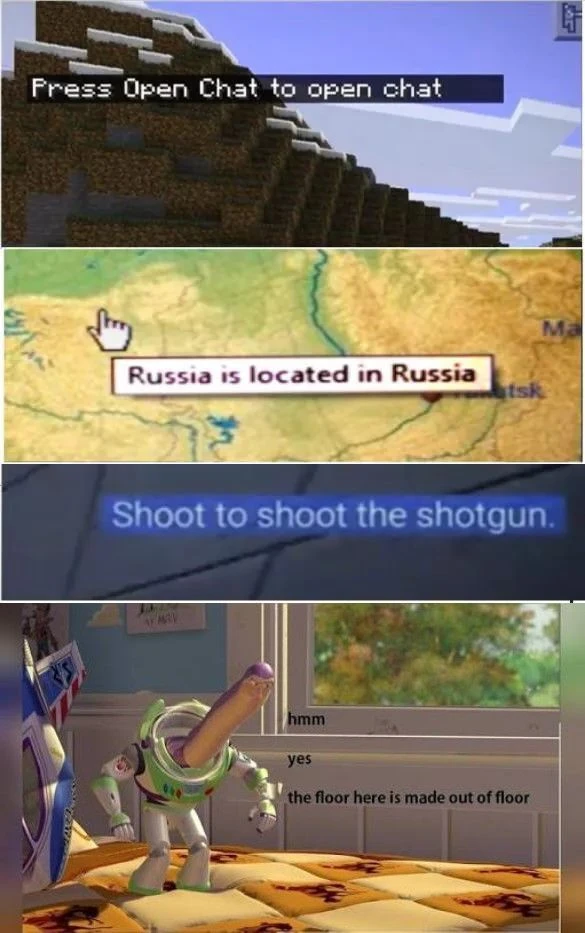 Press Open Chat to open chat
Russia is located in Russia
Shoot to shoot the shotgun.
hmm
yes
the floor here is made out of floor